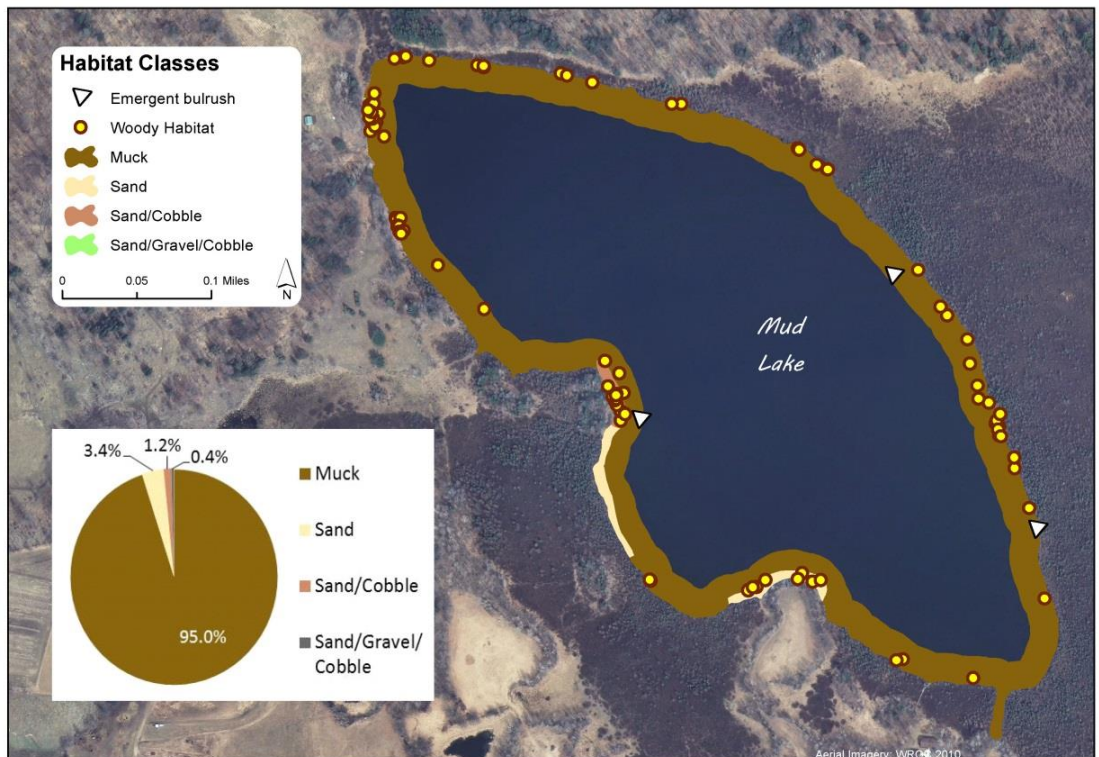 Habitat Classes
Emergent bulrush
Woody Habitat
Muck
Sand
Sand/Cobble
Sand/Gravel/Cobble
0 0.05 0.1 Miles
N
Mud
Lake
3.4%
1.2%
0.4%
95.0%
Muck
Sand
Sand/Cobble
Sand/Gravel/
Cobble
Aerial Imagery: 2010